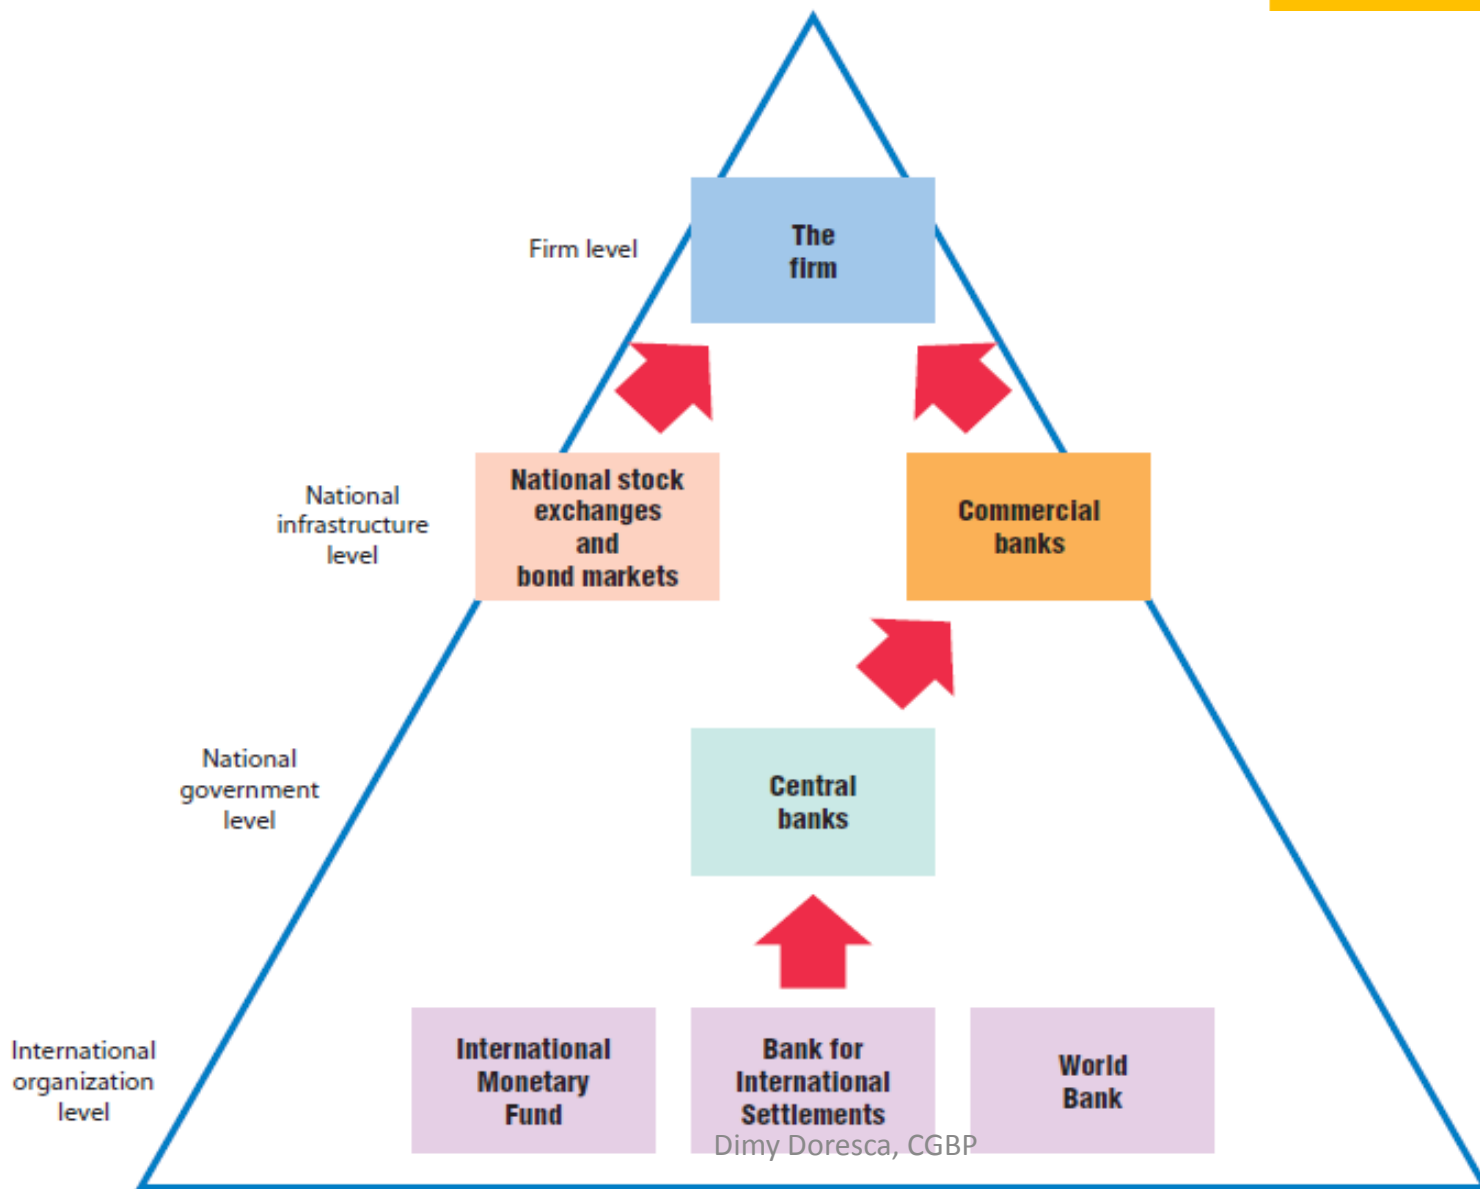 Firm level
The
firm
National
infrastructure
level
National stock
exchanges
and
bond markets
Commercial
banks
National
government
level
Central
banks
International
organization
level
International
Monetary
Fund
Bank for
International
Settlements
World
Bank
Dimy Doresca, CGBP